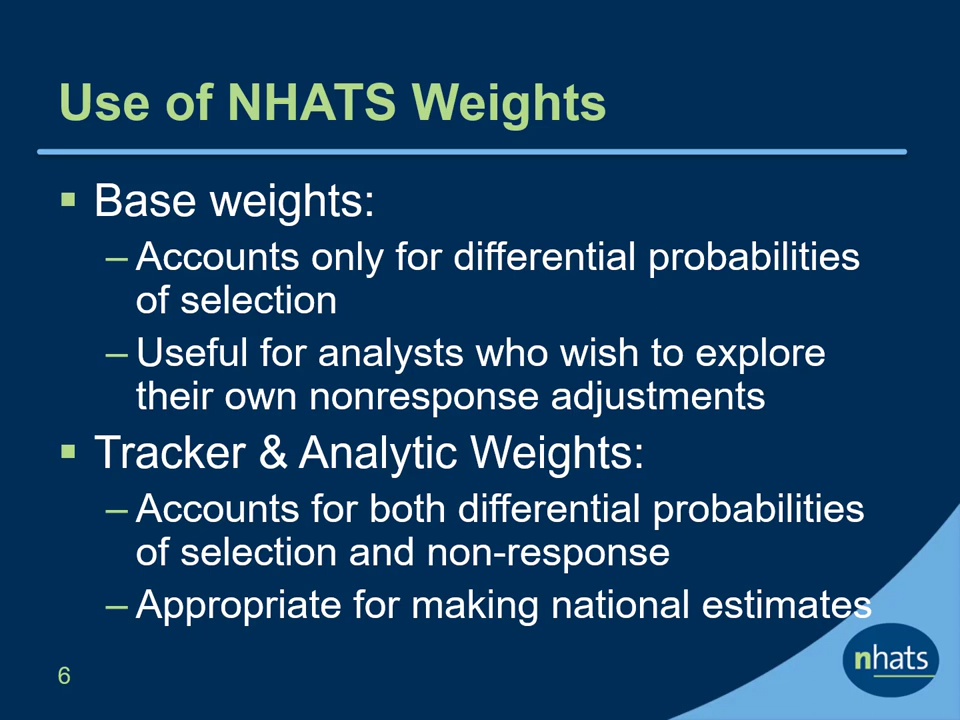 Use of NHATS Weights
▪ Base weights:
– Accounts only for differential probabilities
of selection
– Useful for analysts who wish to explore
their own nonresponse adjustments
▪ Tracker & Analytic Weights:
– Accounts for both differential probabilities
of selection and non-response
– Appropriate for making national estimates
6
nhats